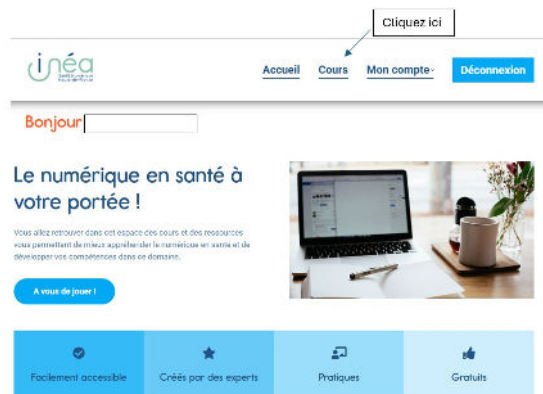 Cliquez ici
inéa
Accueil Cours Mon compte Déconnexion
Bonjour
Le numérique en santé à
votre portée !
Vous allez retrouver dans cet espace des cours et des ressources
vous permettent de mieux appréhender le numérique en santé et de
développer vos compétences dans ce domaine.
A vous de jouer !
Facilement accessible Créés par des experts Pratiques Gratuits